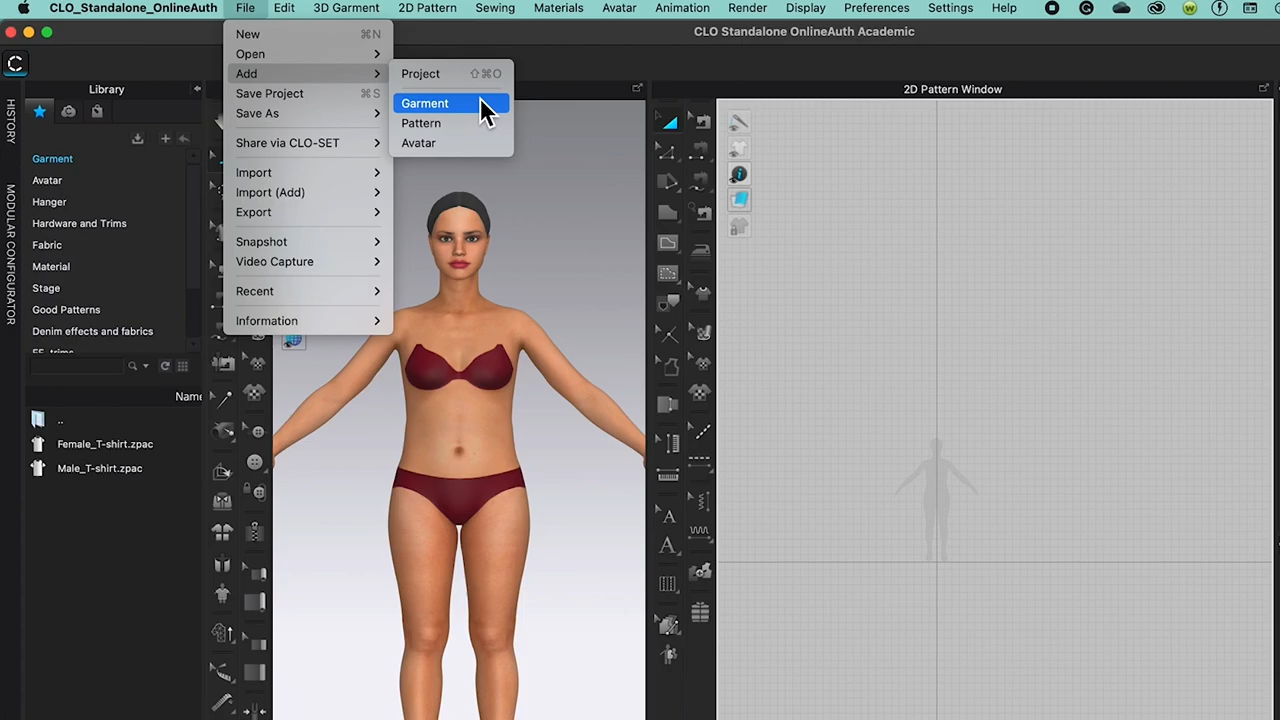 CLO_Standalone_OnlineAuth File Edit 3D Garment 2D Pattern Sewing Materials Avatar Animation Render Display Preferences Settings Help
CLO Standalone OnlineAuth Academic
Library
2D Pattern Window
HISTORY
MODULAR CONFIGURATOR
Garment
Avatar
Hanger
Hardware and Trims
Fabric
Material
Stage
Good Patterns
Denim effects and fabrics
Name
..
Female_T-shirt.zpac
Male_T-shirt.zpac
New ⌘N
Open
Add
Save Project ⌘S
Save As
Share via CLO-SET
Import
Import (Add)
Export
Snapshot
Video Capture
Recent
Information
Project ⇧⌘O
Garment
Pattern
Avatar